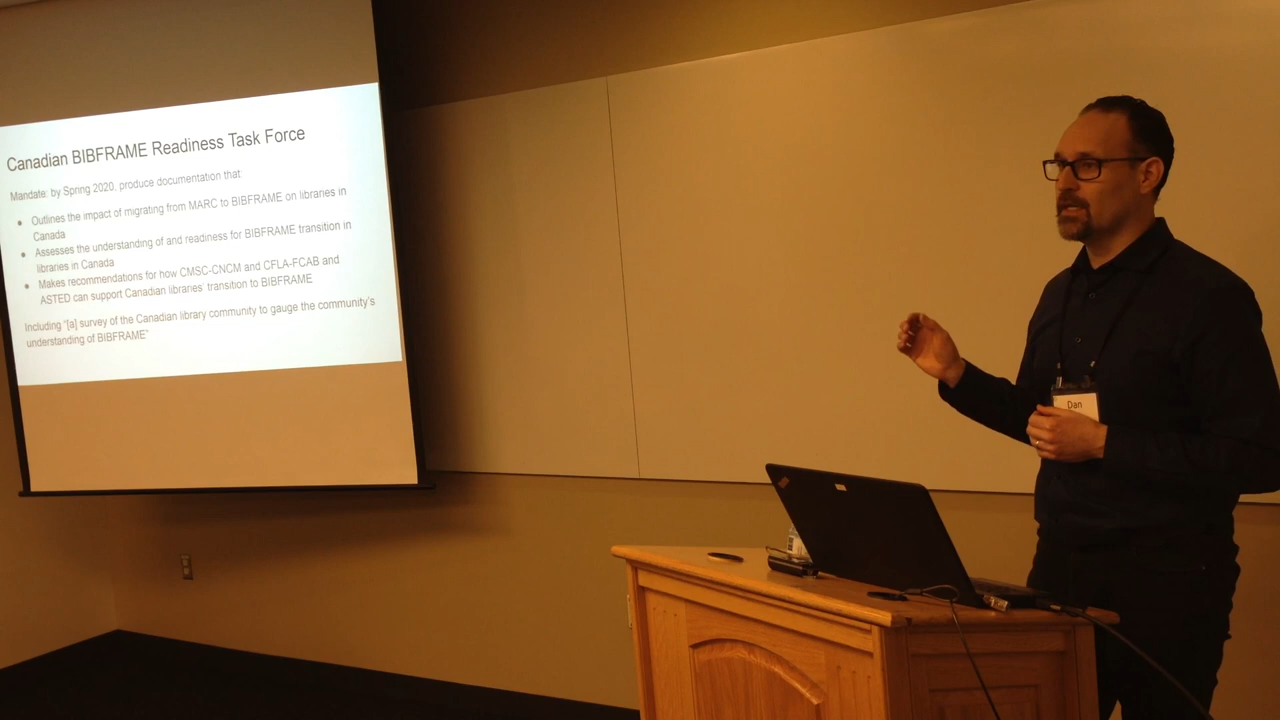 Canadian BIBFRAME Readiness Task Force
Mandate: by Spring 2020, produce documentation that
• Outlines the impact of migrating from MARC to BIBFRAME on libraries in
Canada
• Assesses the understanding of and readiness for BIBFRAME transition in
libraries in Canada
• Makes recommendations for how CMSC-CNCM and CFLA-FCAB and
ASTED can support Canadian libraries' transition to BIBFRAME
Including "[a] survey of the Canadian library community to gauge the community's
understanding of BIBFRAME"
Dan